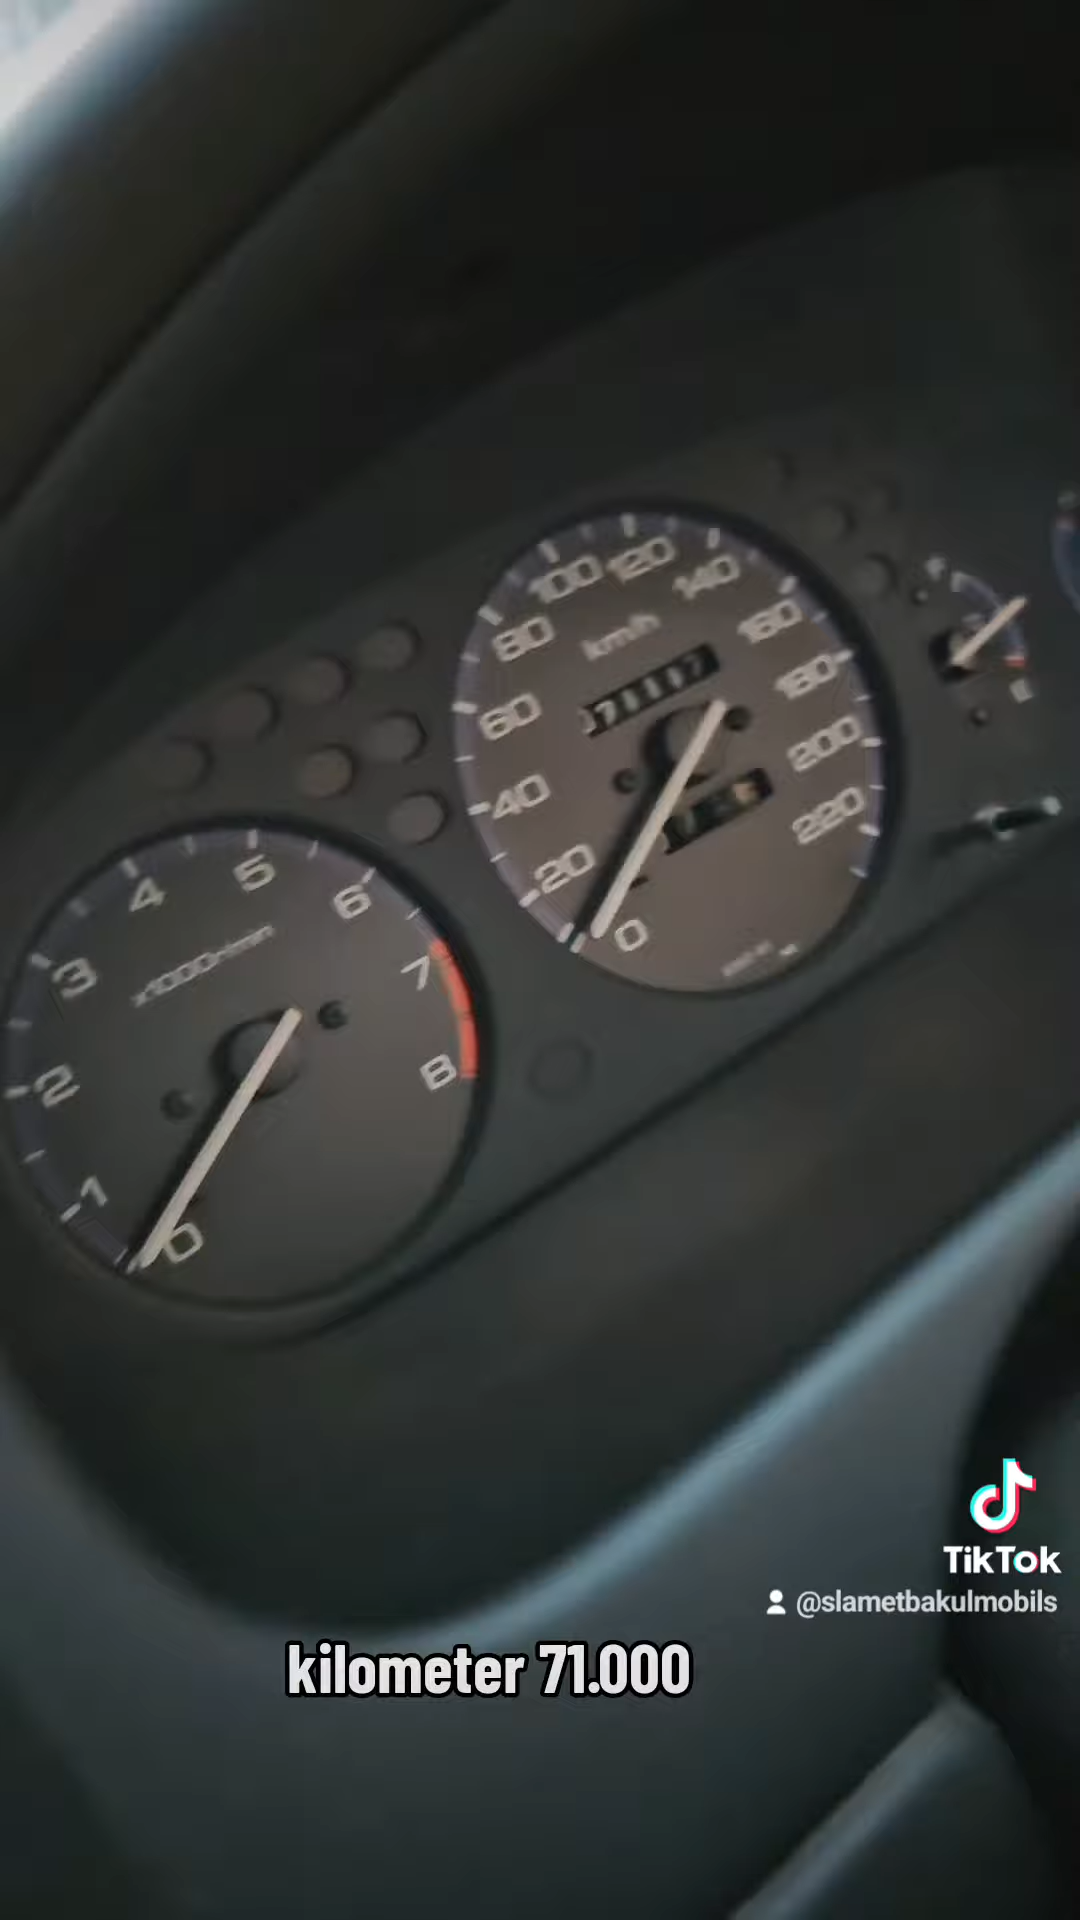 100 120 140
80 km/h 160
60 180
40 200
20 220
0
4 5 6
3 x1000r/min 7
2 8
1
0
TikTok
@slametbakulmobils
kilometer 71.000